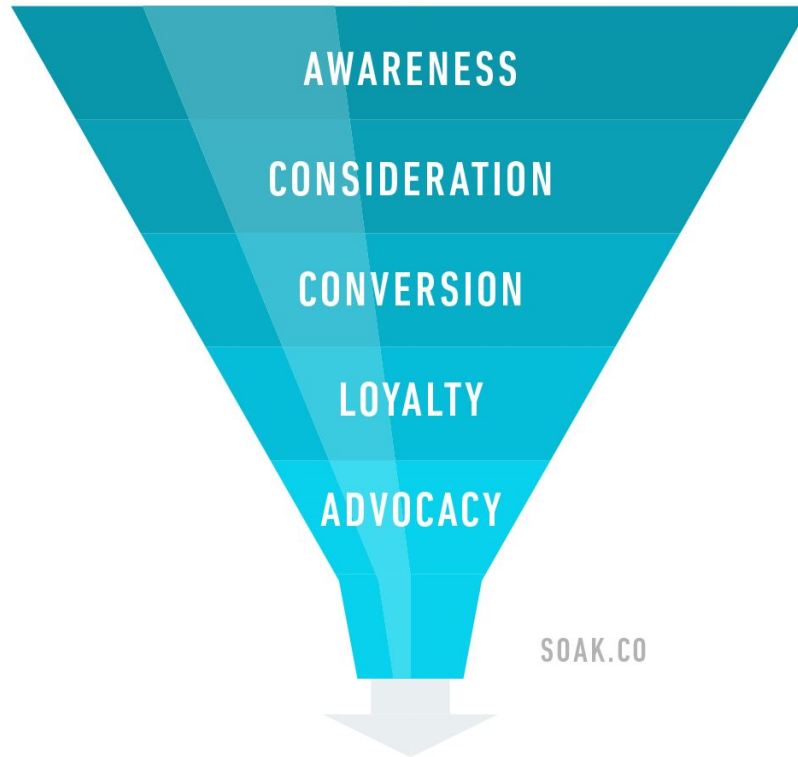 AWARENESS
CONSIDERATION
CONVERSION
LOYALTY
ADVOCACY
SOAK.CO